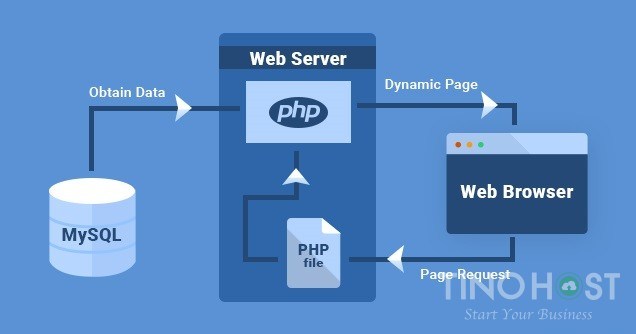 Web Server
Obtain Data
php
Dynamic Page
Web Browser
MySQL
PHP
file
Page Request
TINOHOST
Start Your Business